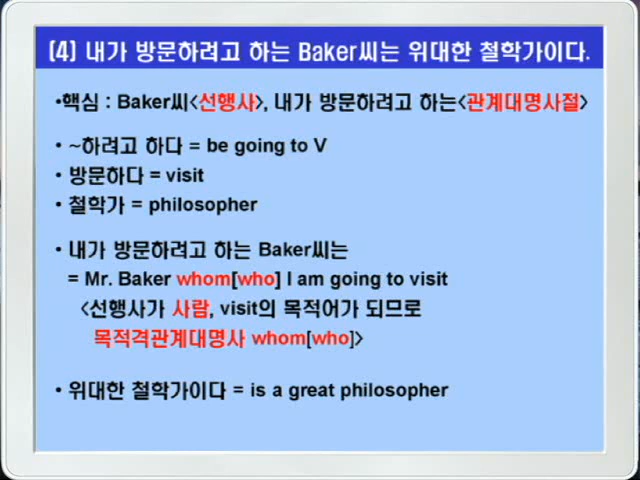 [4] 내가 방문하려고 하는 Baker씨는 위대한 철학가이다.
•핵심 : Baker씨<선행사>, 내가 방문하려고 하는<관계대명사절>
• ~하려고 하다 = be going to V
• 방문하다 = visit
• 철학가 = philosopher
• 내가 방문하려고 하는 Baker씨는
= Mr. Baker whom[who] I am going to visit
<선행사가 사람, visit의 목적어가 되므로
목적격관계대명사 whom[who]>
• 위대한 철학가이다 = is a great philosopher